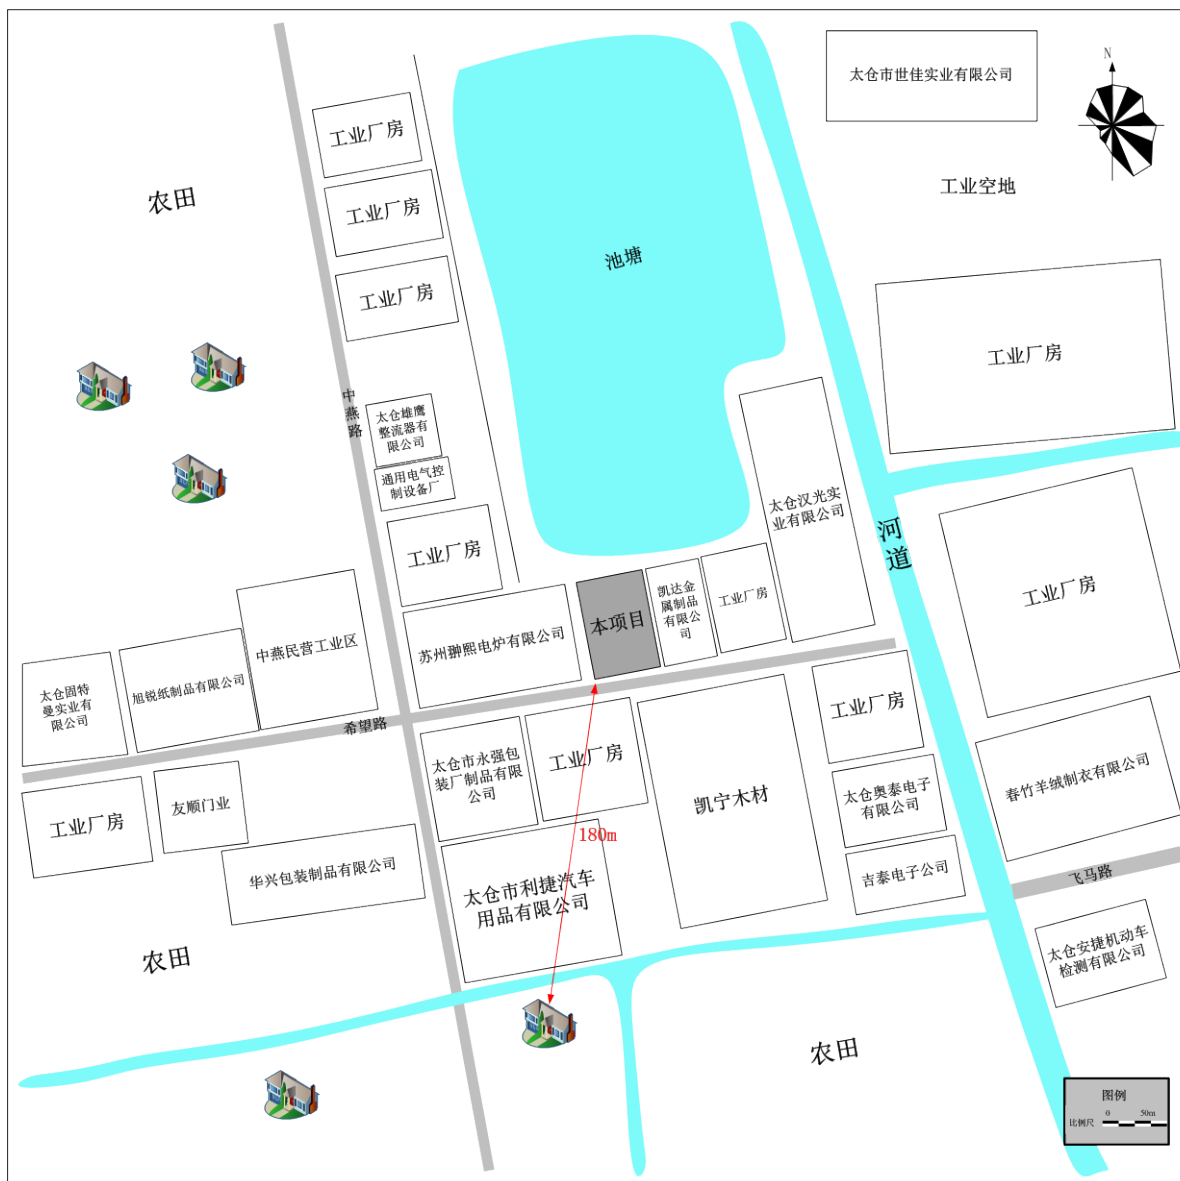 太仓市世佳实业有限公司
N
工业厂房
农田
工业空地
工业厂房
池塘
工业厂房
工业厂房
中
燕
路
太仓雄鹰
整流器有
限公司
通用电气控
制设备厂
太仓汉光实
业有限公司
河
道
工业厂房
工业厂房
凯达金
属制品
有限公
司
工业厂房
本项目
苏州翀熙电炉有限公司
中燕民营工业区
旭锐纸制品有限公司
太仓固特
曼实业有
限公司
希望路
工业厂房
太仓市永强包
装厂制品有限
公司
工业厂房
凯宁木材
太仓奥泰电子
有限公司
春竹羊绒制衣有限公司
友顺门业
工业厂房
180m
华兴包装制品有限公司
太仓市利捷汽车
用品有限公司
吉泰电子公司
飞马路
农田
太仓安捷机动车
检测有限公司
农田
图例
0 50m
比例尺